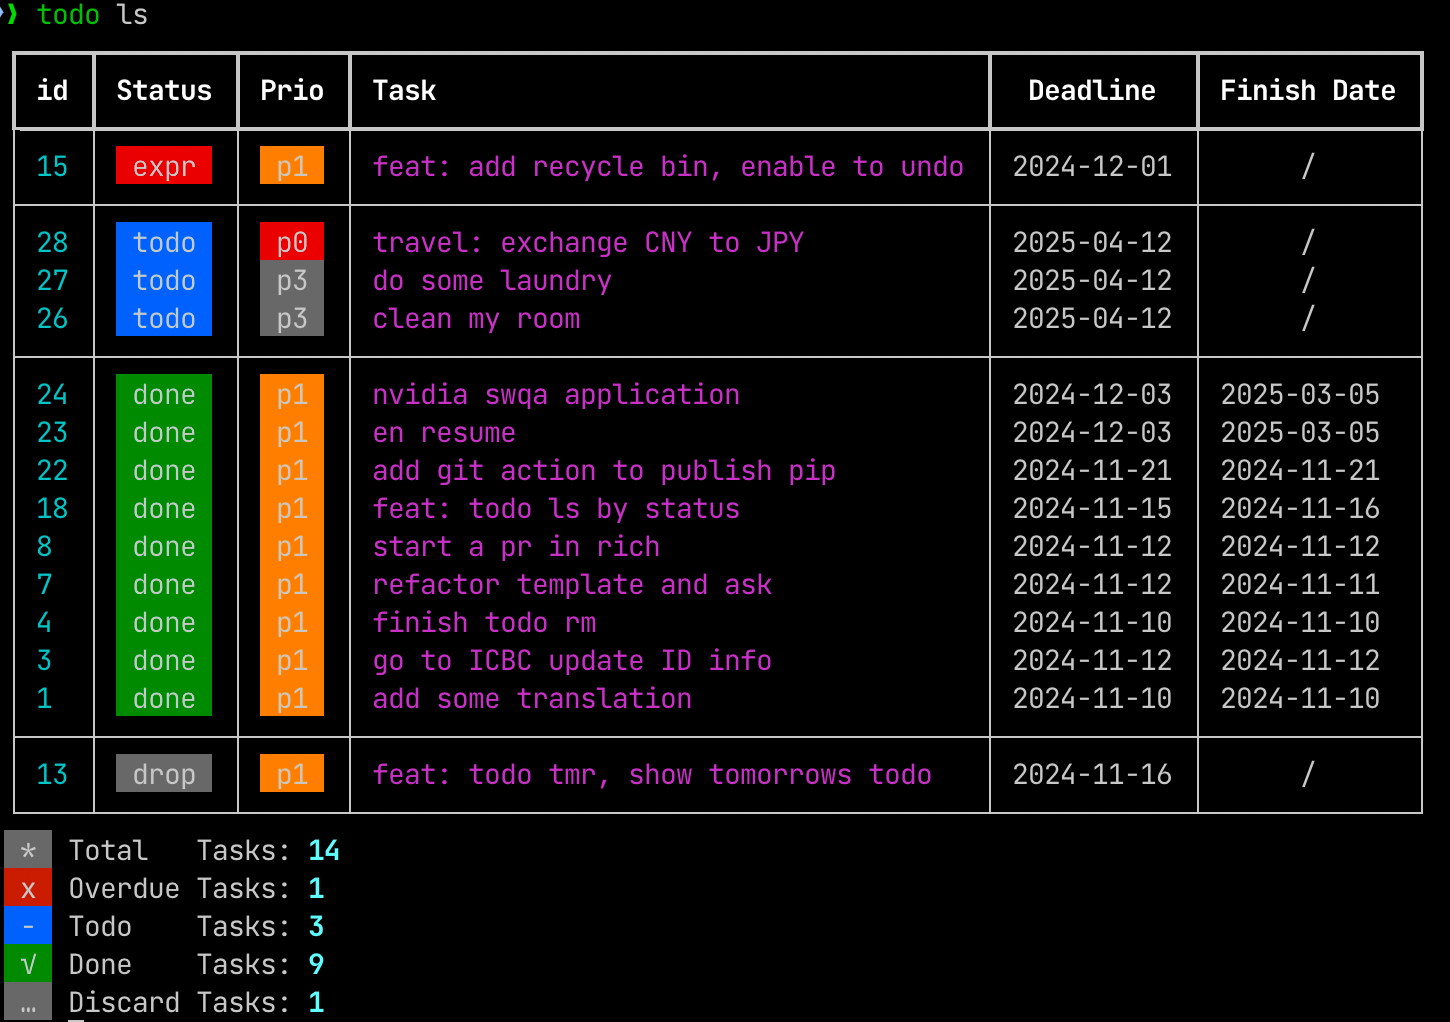 ❯ todo ls
id Status Prio Task Deadline Finish Date
15 expr p1 feat: add recycle bin, enable to undo 2024-12-01 /
28 todo p0 travel: exchange CNY to JPY 2025-04-12 /
27 todo p3 do some laundry 2025-04-12 /
26 todo p3 clean my room 2025-04-12 /
24 done p1 nvidia swqa application 2024-12-03 2025-03-05
23 done p1 en resume 2024-12-03 2025-03-05
22 done p1 add git action to publish pip 2024-11-21 2024-11-21
18 done p1 feat: todo ls by status 2024-11-15 2024-11-16
8 done p1 start a pr in rich 2024-11-12 2024-11-12
7 done p1 refactor template and ask 2024-11-12 2024-11-11
4 done p1 finish todo rm 2024-11-10 2024-11-10
3 done p1 go to ICBC update ID info 2024-11-12 2024-11-12
1 done p1 add some translation 2024-11-10 2024-11-10
13 drop p1 feat: todo tmr, show tomorrows todo 2024-11-16 /
* Total Tasks: 14
x Overdue Tasks: 1
- Todo Tasks: 3
√ Done Tasks: 9
… Discard Tasks: 1